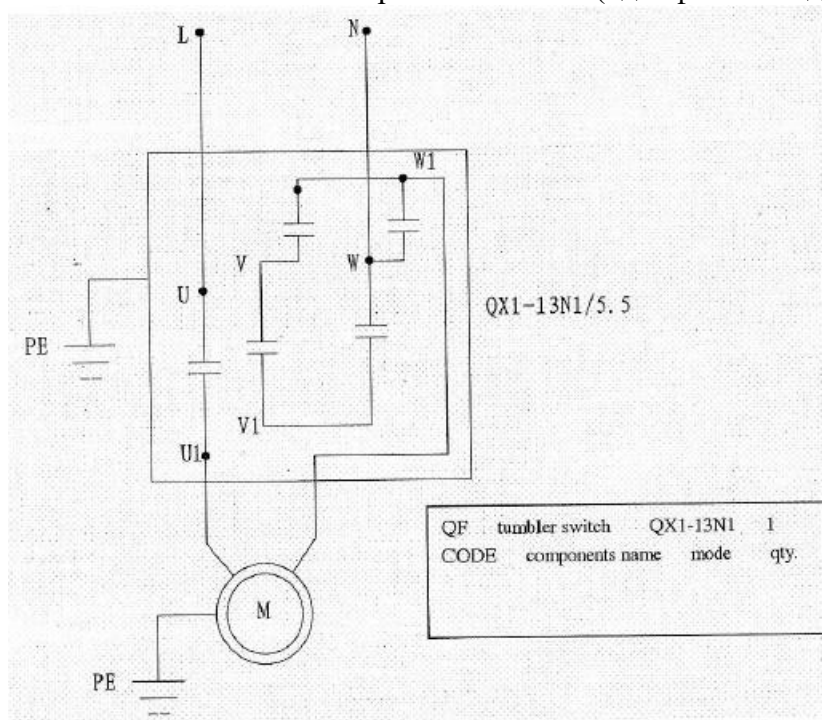 L
N
W1
V
W
U
QX1-13N1/5.5
PE
V1
U1
QF tumbler switch QX1-13N1 1
CODE components name mode qty.
M
PE